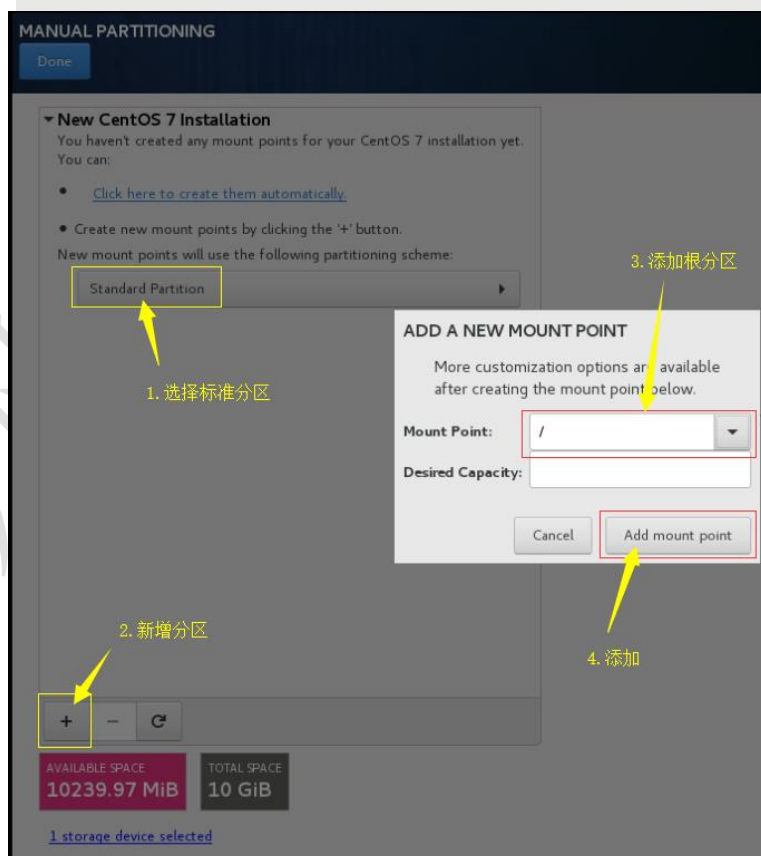 MANUAL PARTITIONING
Done
New CentOS 7 Installation
You haven't created any mount points for your CentOS 7 installation yet.
You can:
Click here to create them automatically.
Create new mount points by clicking the '+' button.
New mount points will use the following partitioning scheme:
Standard Partition
3.添加根分区
1.选择标准分区
ADD A NEW MOUNT POINT
More customization options are available
after creating the mount point below.
Mount Point: /
Desired Capacity:
Cancel Add mount point
2.新增分区
4.添加
+ −
AVAILABLE SPACE
10239.97 MiB
TOTAL SPACE
10 GiB
1 storage device selected